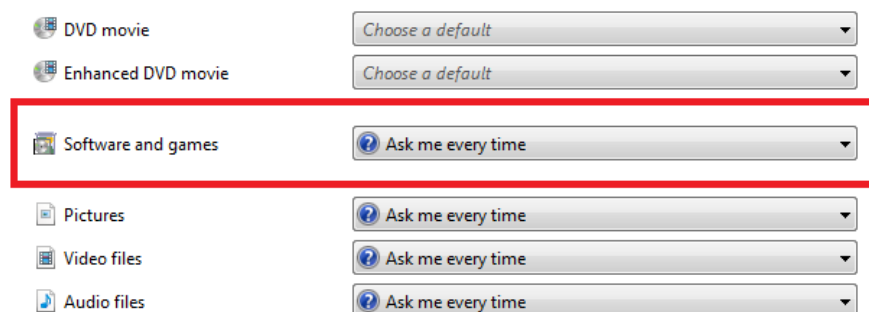 DVD movie Choose a default
Enhanced DVD movie Choose a default
Software and games Ask me every time
Pictures Ask me every time
Video files Ask me every time
Audio files Ask me every time